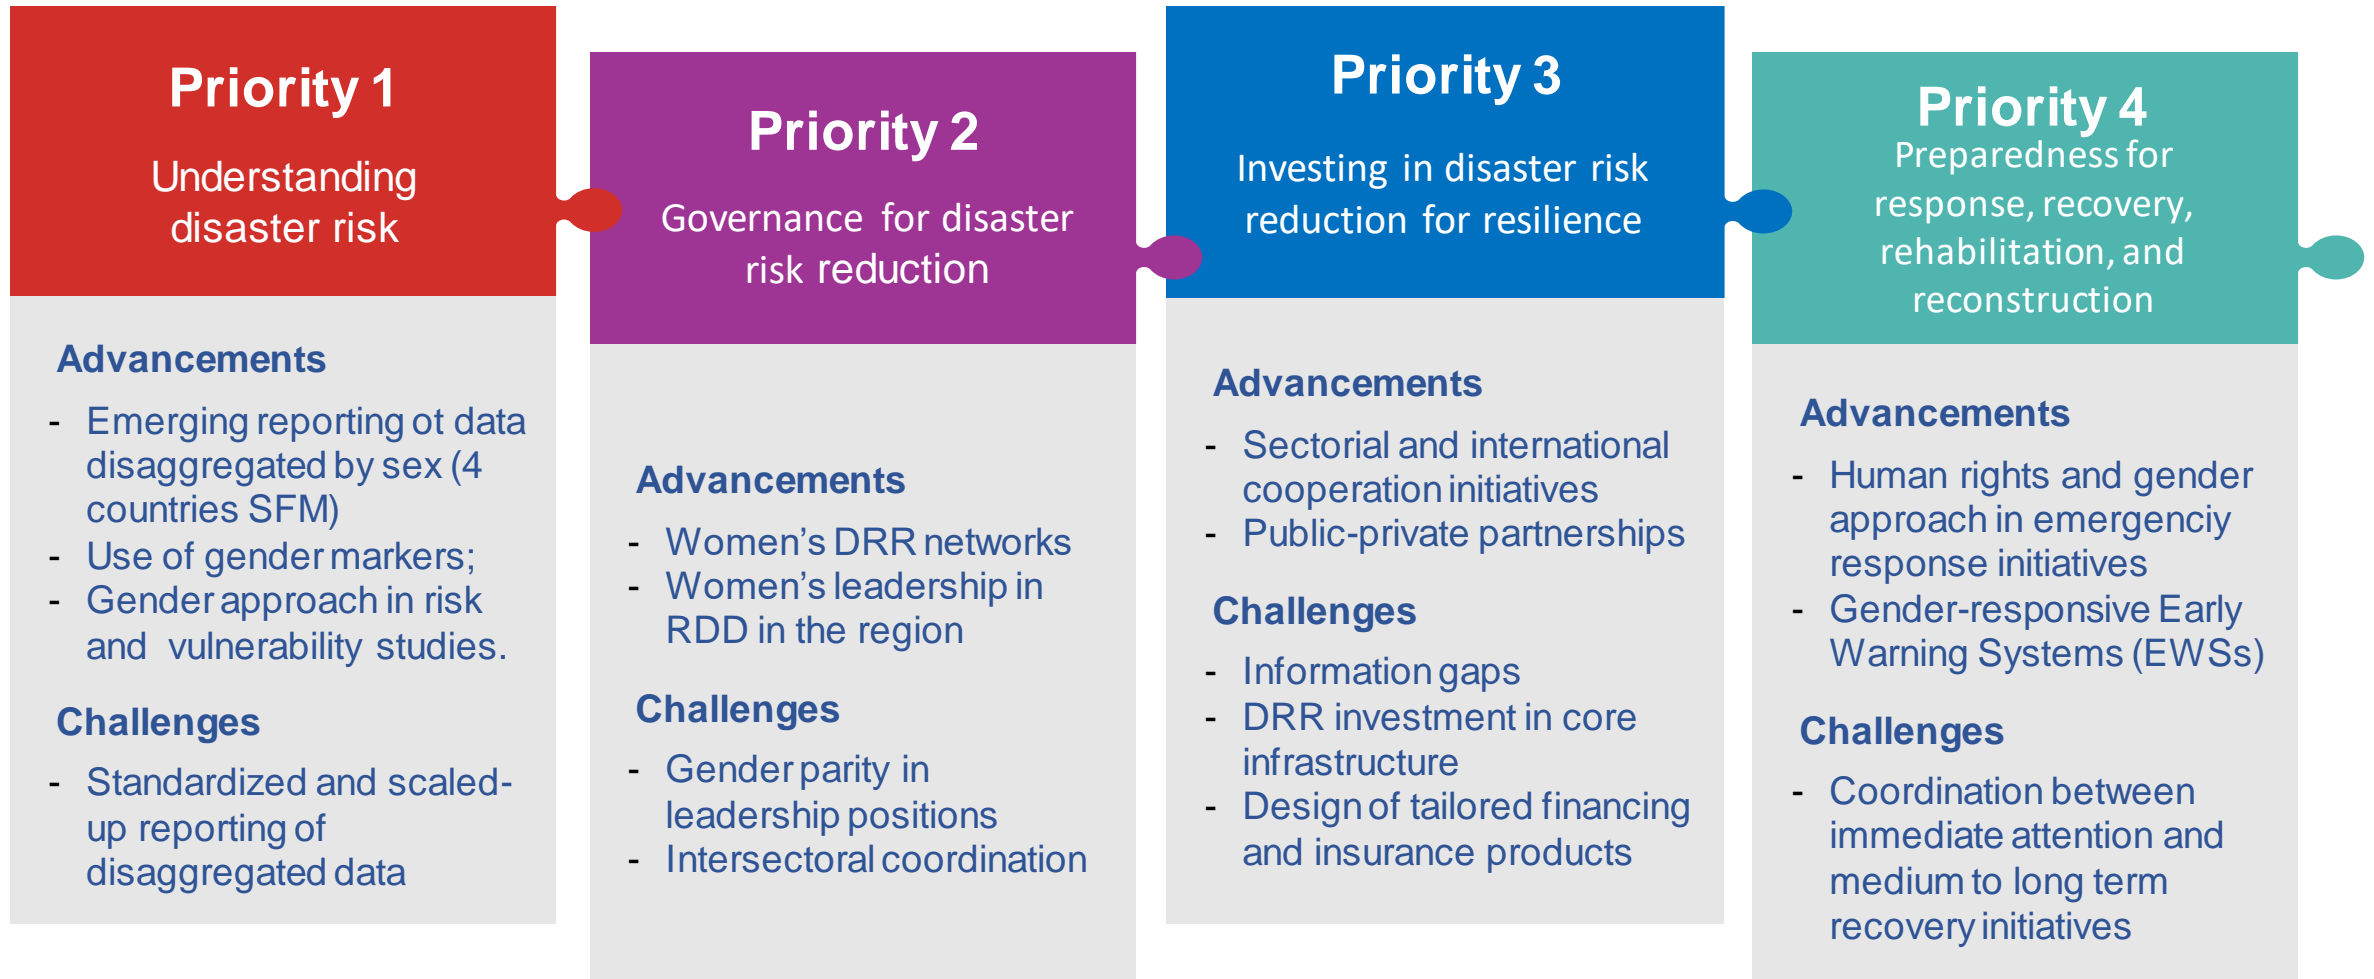 Priority 1
Understanding
disaster risk
Advancements
- Emerging reporting ot data
disaggregated by sex (4
countries SFM)
- Use of gender markers;
- Gender approach in risk
and vulnerability studies.
Challenges
- Standardized and scaled-
up reporting of
disaggregated data
Priority 2
Governance for disaster
risk reduction
Advancements
- Women’s DRR networks
- Women’s leadership in
RDD in the region
Challenges
- Gender parity in
leadership positions
- Intersectoral coordination
Priority 3
Investing in disaster risk
reduction for resilience
Advancements
- Sectorial and international
cooperation initiatives
- Public-private partnerships
Challenges
- Information gaps
- DRR investment in core
infrastructure
- Design of tailored financing
and insurance products
Priority 4
Preparedness for
response, recovery,
rehabilitation, and
reconstruction
Advancements
- Human rights and gender
approach in emergenciy
response initiatives
- Gender-responsive Early
Warning Systems (EWSs)
Challenges
- Coordination between
immediate attention and
medium to long term
recovery initiatives